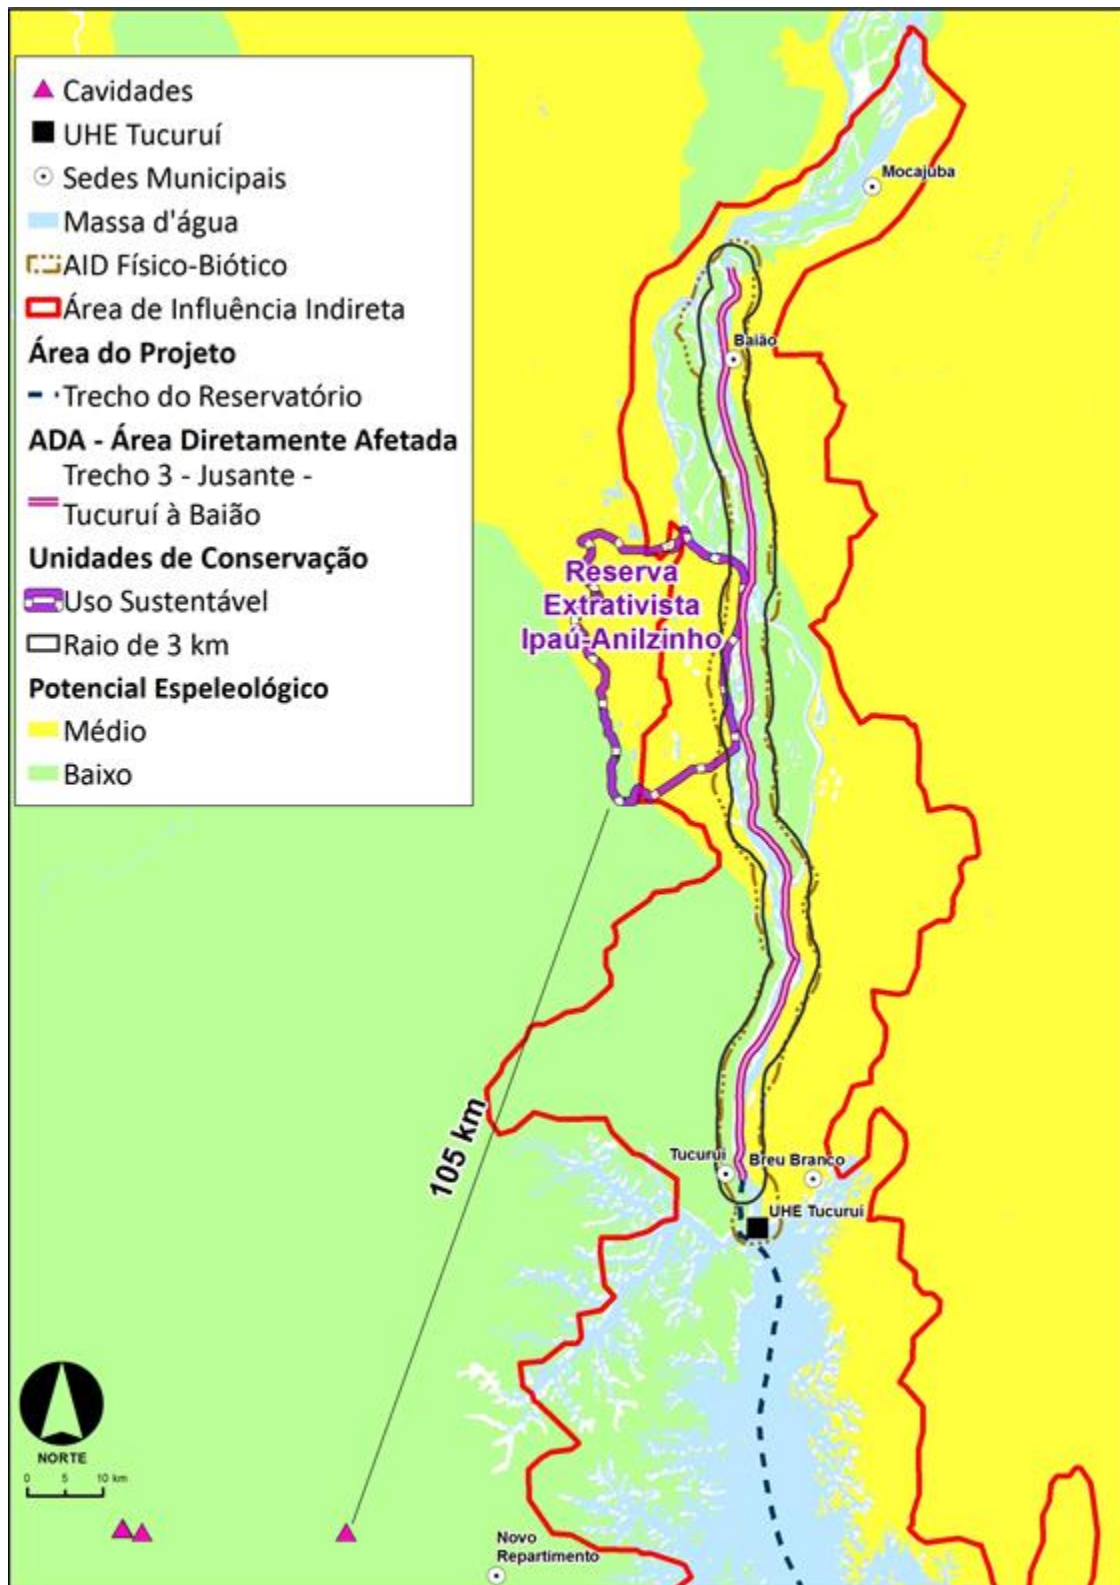 Cavidades
UHE Tucuruí
Sedes Municipais
Massa d'água
AID Físico-Biótico
Área de Influência Indireta
Área do Projeto
Trecho do Reservatório
ADA - Área Diretamente Afetada
Trecho 3 - Jusante -
Tucuruí à Baião
Unidades de Conservação
Uso Sustentável
Raio de 3 km
Potencial Espeleológico
Médio
Baixo
Mocajuba
Baião
Reserva
Extrativista
Ipaú-Anilzinho
105 km
Tucuruí
Breu Branco
UHE Tucuruí
NORTE
0 5 10 km
Novo
Repartimento